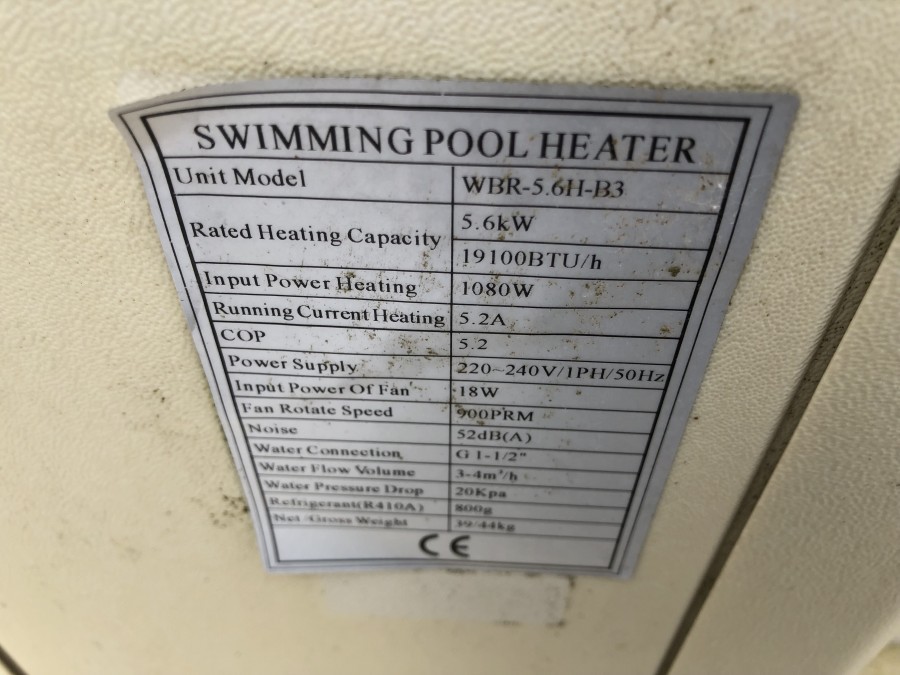 SWIMMING POOL HEATER
Unit Model WBR-5.6H-B3
Rated Heating Capacity 5.6kW
19100BTU/h
Input Power Heating 1080W
Running Current Heating 5.2A
COP 5.2
Power Supply 220~240V/1PH/50Hz
Input Power Of Fan 18W
Fan Rotate Speed 900PRM
Noise 52dB(A)
Water Connection G 1-1/2"
Water Flow Volume 3-4m³/h
Water Pressure Drop 20Kpa
Refrigerant(R410A) 800g
Net /Gross Weight 39/44kg
CE